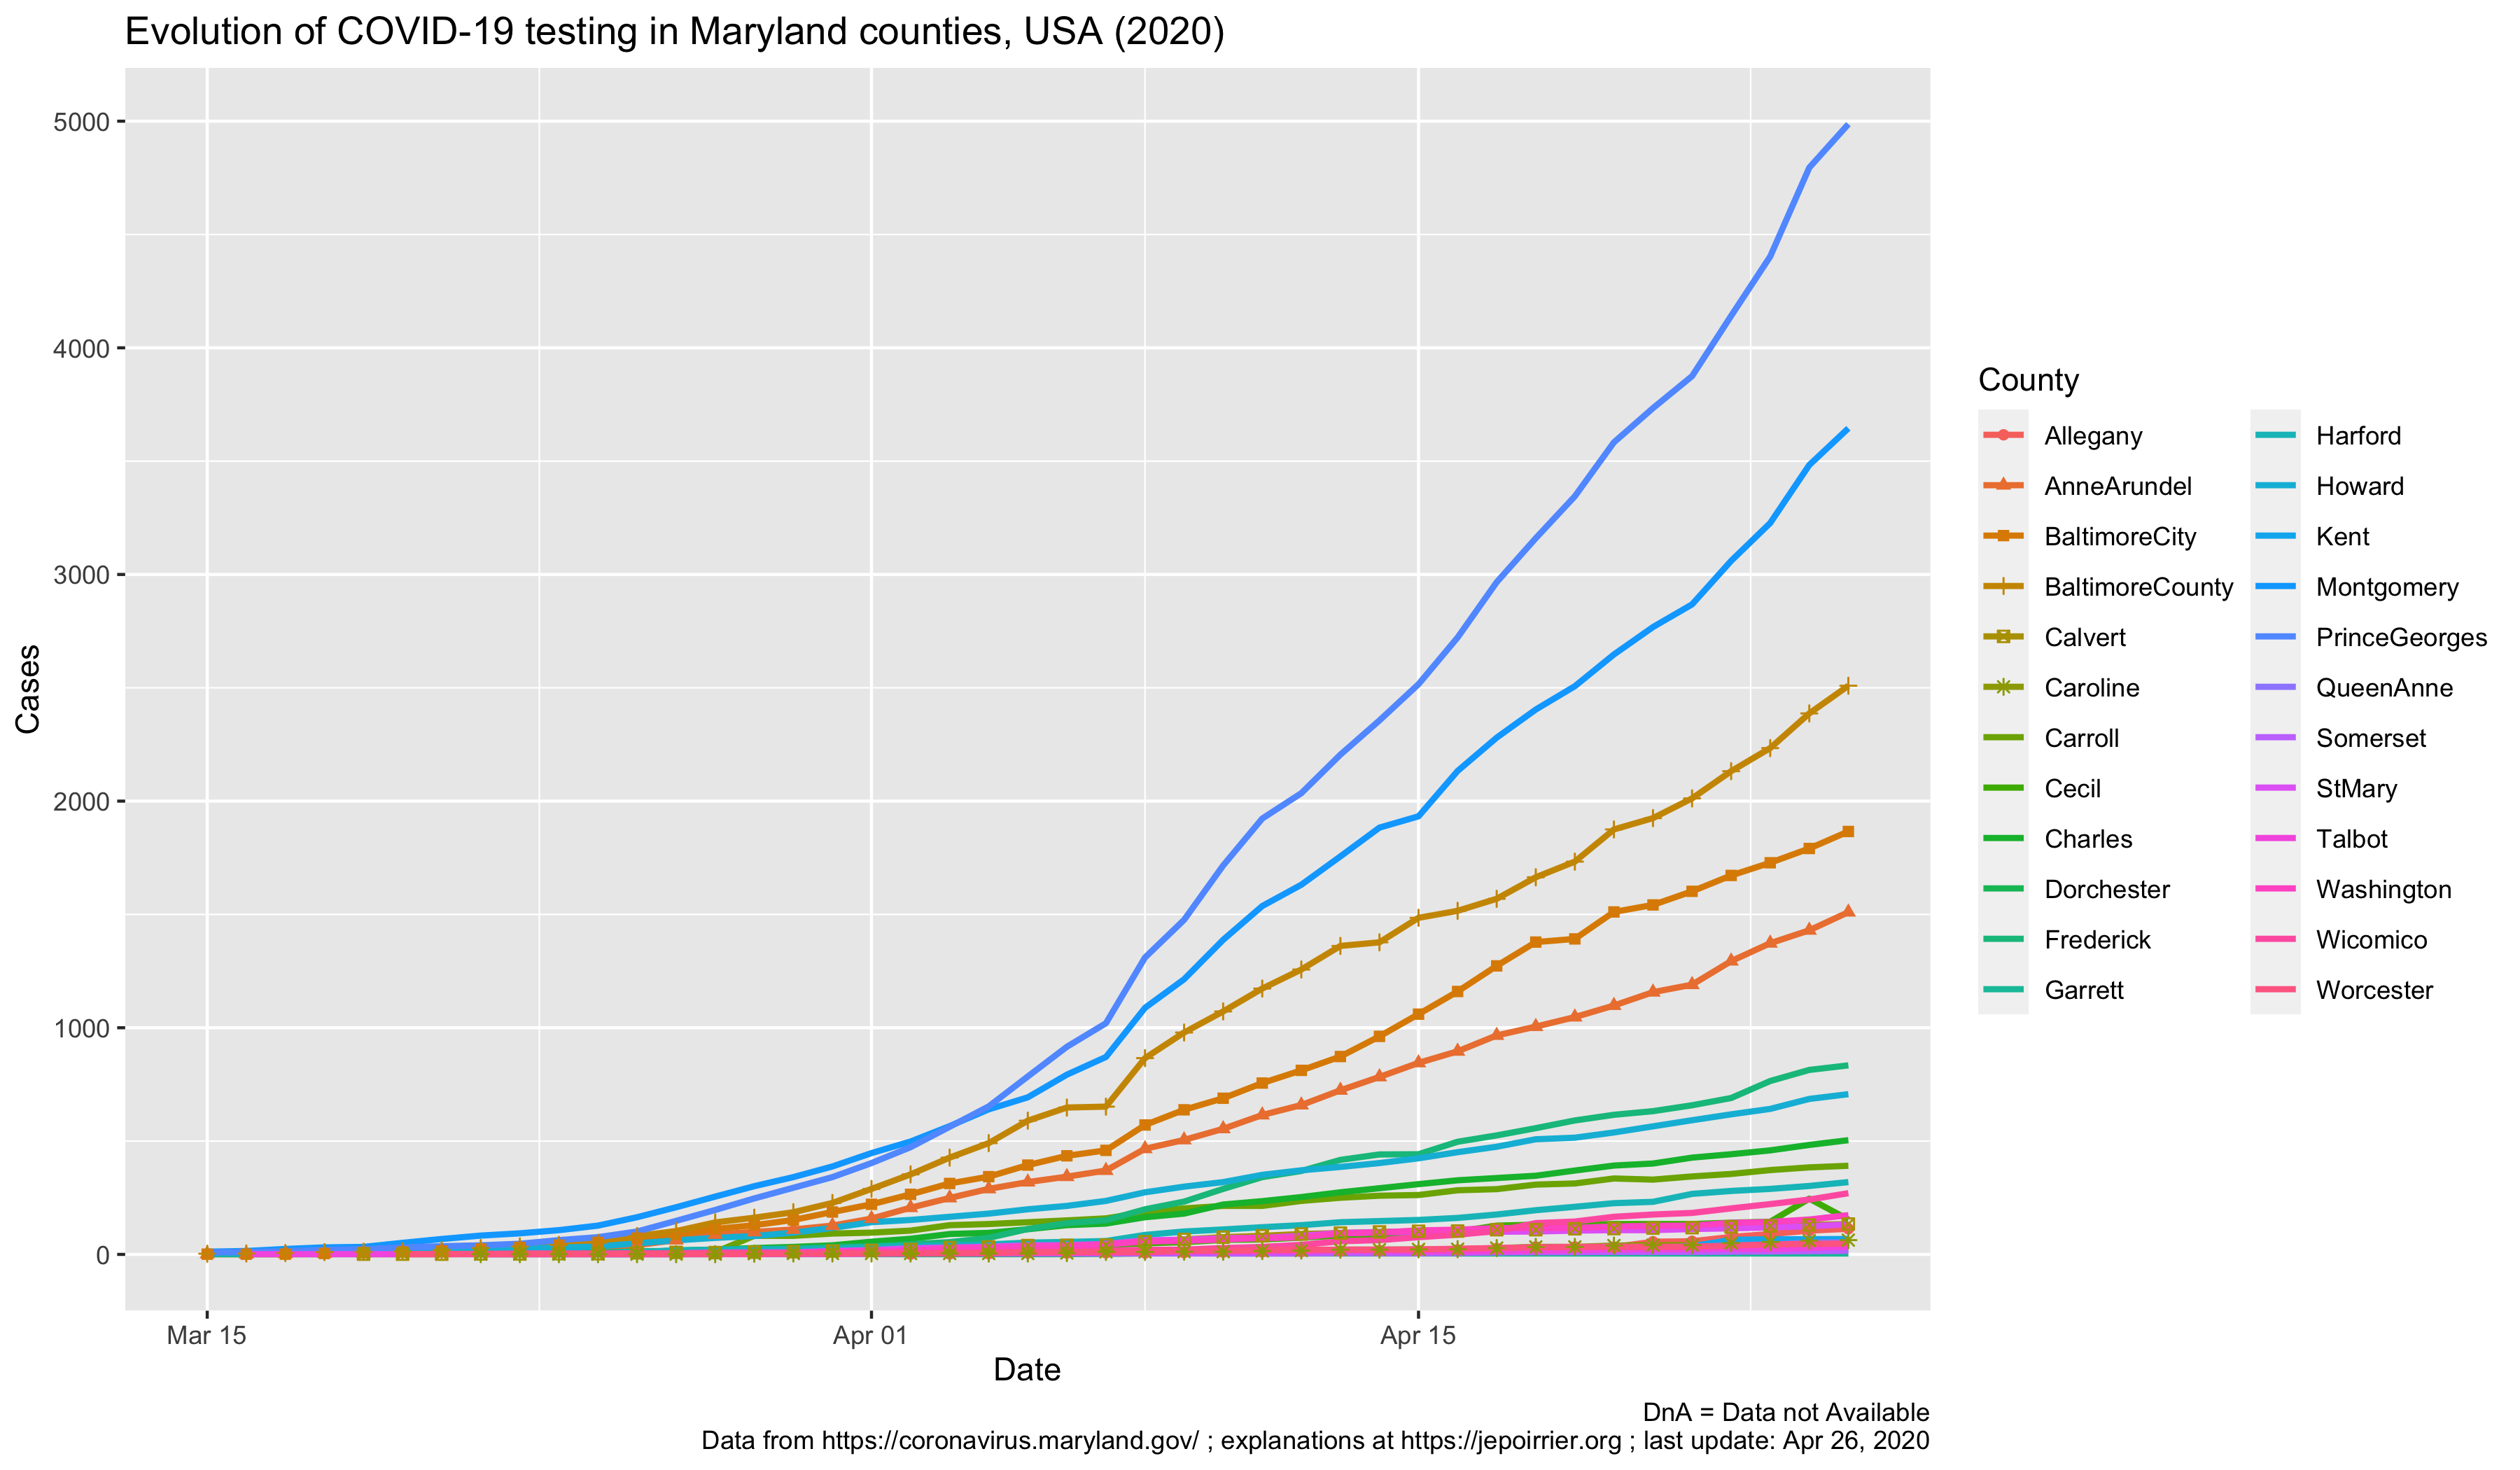 Evolution of COVID-19 testing in Maryland counties, USA (2020)
Cases
5000
4000
3000
2000
1000
0
Mar 15
Apr 01
Apr 15
Date
County
Allegany
AnneArundel
BaltimoreCity
BaltimoreCounty
Calvert
Caroline
Carroll
Cecil
Charles
Dorchester
Frederick
Garrett
Harford
Howard
Kent
Montgomery
PrinceGeorges
QueenAnne
Somerset
StMary
Talbot
Washington
Wicomico
Worcester
DnA = Data not Available
Data from https://coronavirus.maryland.gov/ ; explanations at https://jepoirrier.org ; last update: Apr 26, 2020